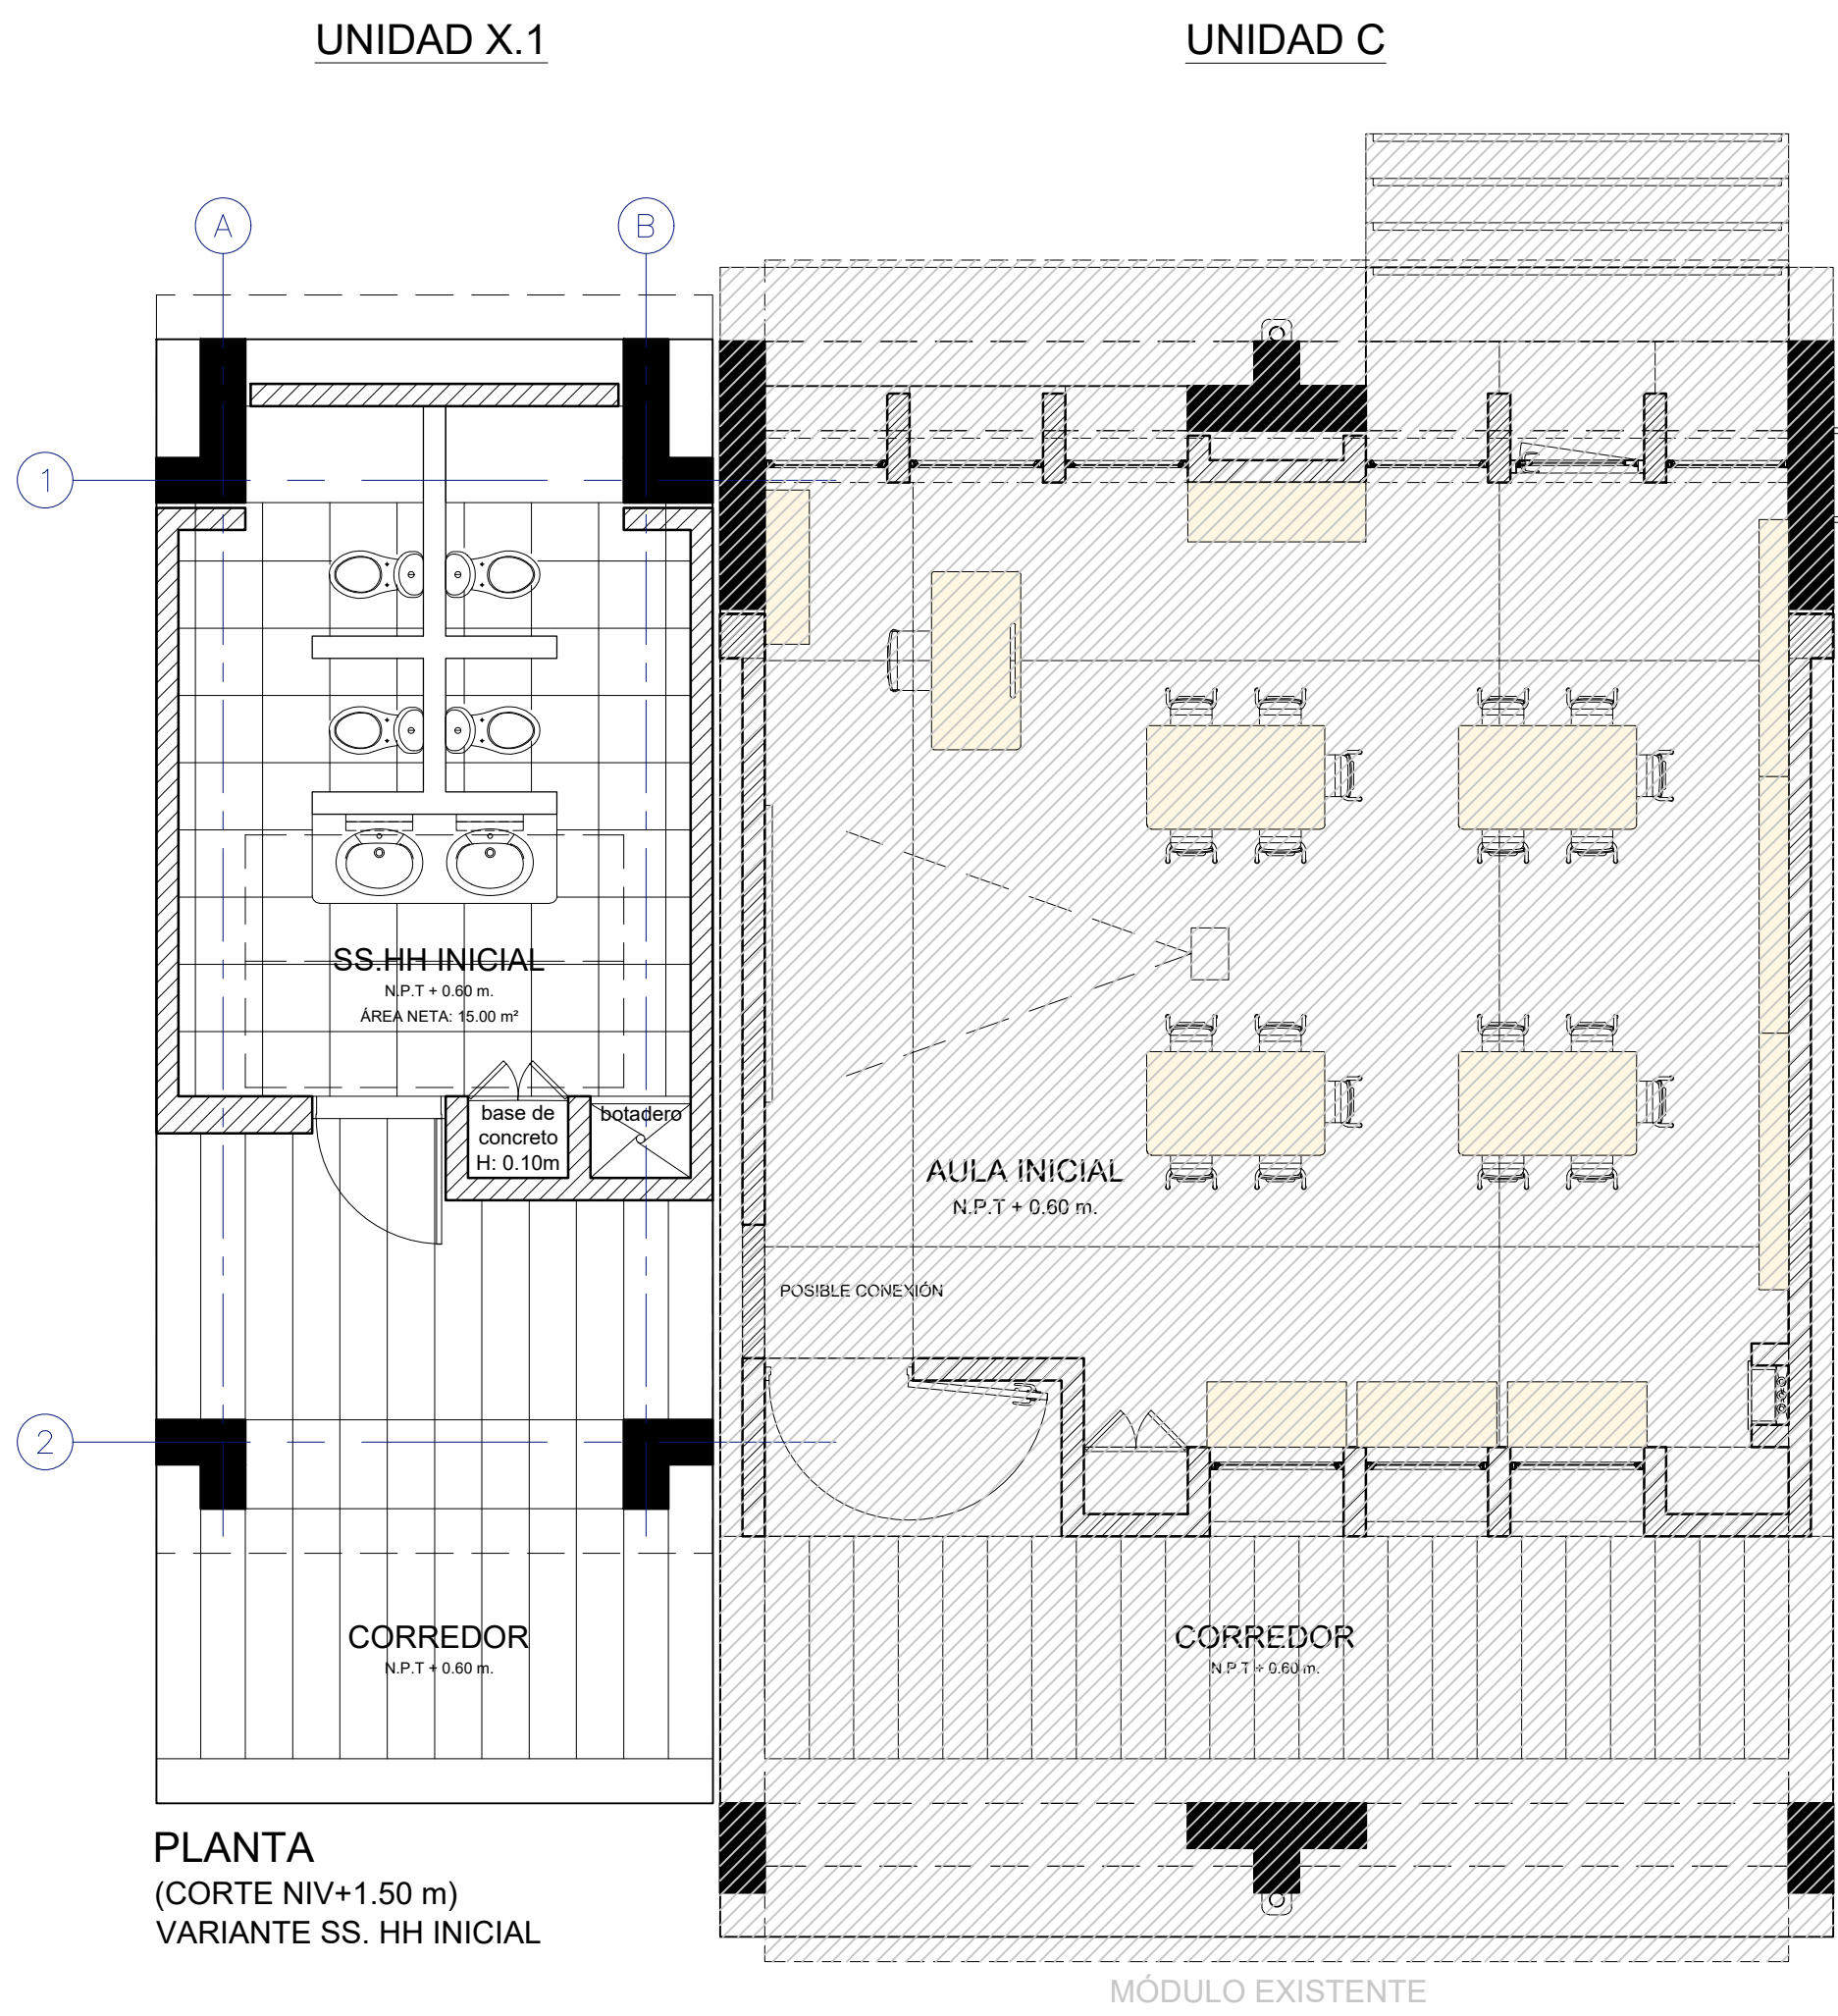 UNIDAD X.1
UNIDAD C
A
B
1
SS.HH INICIAL
N.P.T + 0.60 m.
ÁREA NETA: 15.00 m²
base de
concreto
H: 0.10m
botadero
AULA INICIAL
N.P.T + 0.60 m.
POSIBLE CONEXIÓN
2
CORREDOR
N.P.T + 0.60 m.
CORREDOR
N.P.T + 0.60 m.
PLANTA
(CORTE NIV+1.50 m)
VARIANTE SS. HH INICIAL
MÓDULO EXISTENTE